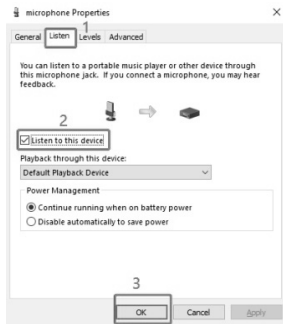 microphone Properties
1
General Listen Levels Advanced
You can listen to a portable music player or other device through
this microphone jack. If you connect a microphone, you may hear
feedback.
2
Listen to this device
Playback through this device:
Default Playback Device
Power Management
Continue running when on battery power
Disable automatically to save power
3
OK Cancel Apply